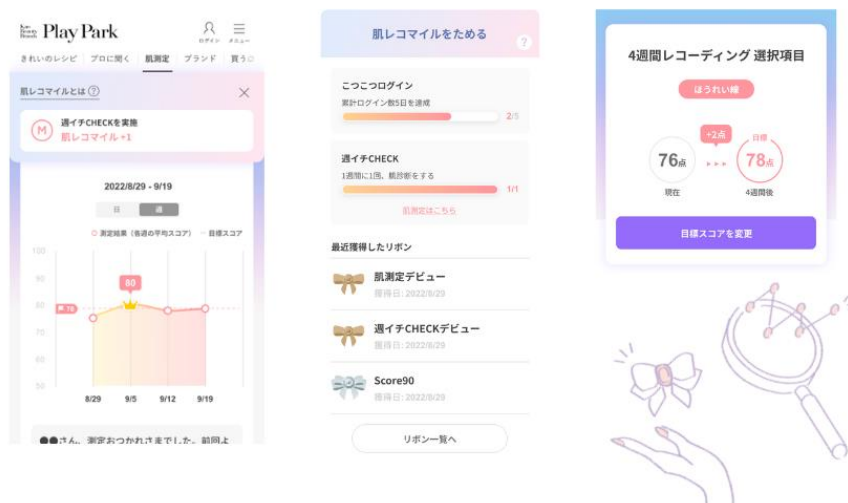 Kao Beauty Brands
Play Park
ログイン
メニュー
きれいのレシピ
プロに聞く
肌測定
ブランド
買う
肌レコマイルとは ?
M
週イチCHECKを実施
肌レコマイル +1
2022/8/29 - 9/19
日
週
測定結果（各週の平均スコア）
目標スコア
100
90
80
70
60
50
80
78
8/29
9/5
9/12
9/19
●●さん、測定おつかれさまでした。前回よ
肌レコマイルをためる
?
こつこつログイン
累計ログイン数5日を達成
2/5
週イチCHECK
1週間に1回、肌診断をする
1/1
肌測定はこちら
最近獲得したリボン
肌測定デビュー
獲得日: 2022/8/29
週イチCHECKデビュー
獲得日: 2022/8/29
Score90
獲得日: 2022/8/29
リボン一覧へ
4週間レコーディング 選択項目
ほうれい線
+2点
目標
76点
78点
現在
4週間後
目標スコアを変更